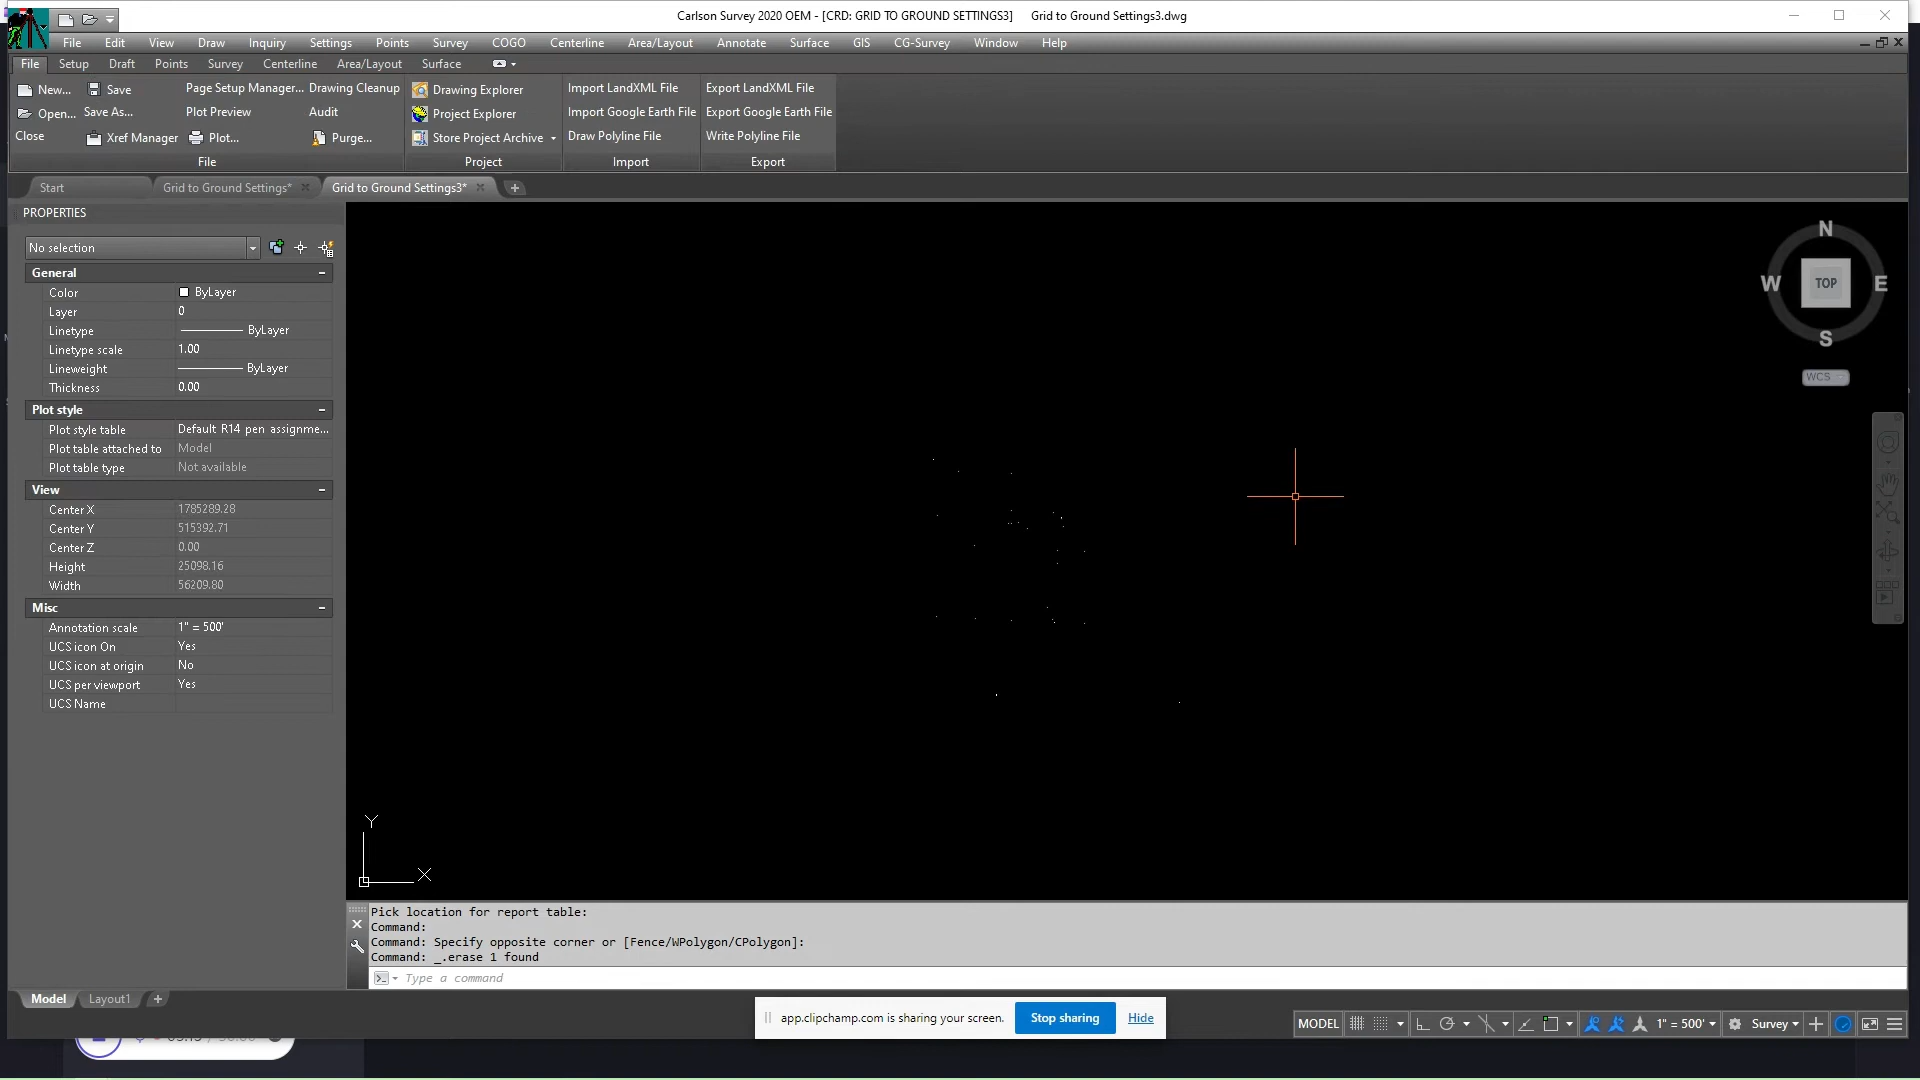 Carlson Survey 2020 OEM - [CRD: GRID TO GROUND SETTINGS3] Grid to Ground Settings3.dwg
File Edit View Draw Inquiry Settings Points Survey COGO Centerline Area/Layout Annotate Surface GIS CG-Survey Window Help
File Setup Draft Points Survey Centerline Area/Layout Surface
New... Save Page Setup Manager... Drawing Cleanup Drawing Explorer Import LandXML File Export LandXML File
Open... Save As... Plot Preview Audit Project Explorer Import Google Earth File Export Google Earth File
Close Xref Manager Plot... Purge... Store Project Archive Draw Polyline File Write Polyline File
File Project Import Export
Start Grid to Ground Settings* Grid to Ground Settings3*
PROPERTIES
No selection
General
Color ByLayer
Layer 0
Linetype ByLayer
Linetype scale 1.00
Lineweight ByLayer
Thickness 0.00
Plot style
Plot style table Default R14 pen assignme...
Plot table attached to Model
Plot table type Not available
View
Center X 1785289.28
Center Y 515392.71
Center Z 0.00
Height 25098.16
Width 56209.80
Misc
Annotation scale 1" = 500'
UCS icon On Yes
UCS icon at origin No
UCS per viewport Yes
UCS Name
N
W TOP E
S
WCS
Y
X
Pick location for report table:
Command:
Command: Specify opposite corner or [Fence/WPolygon/CPolygon]:
Command: _.erase 1 found
Type a command
Model Layout1
app.clipchamp.com is sharing your screen. Stop sharing Hide
MODEL 1" = 500' Survey